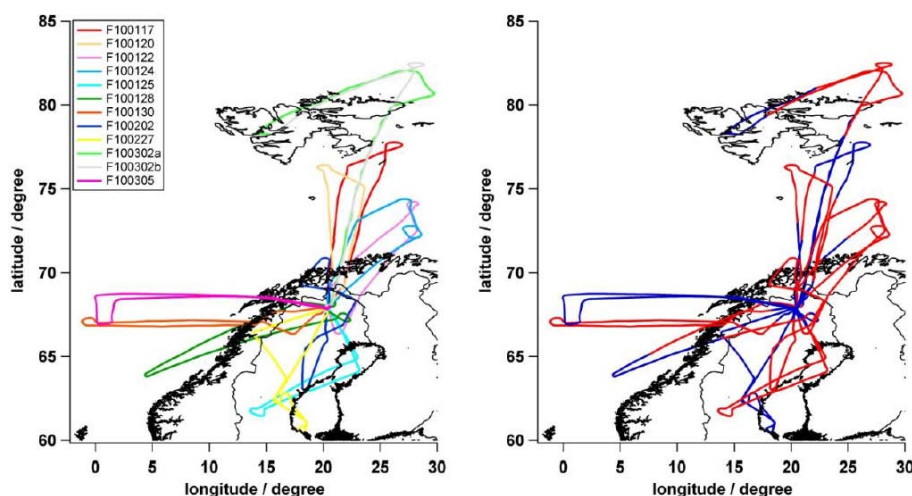 F100117
F100120
F100122
F100124
F100125
F100128
F100130
F100202
F100227
F100302a
F100302b
F100305
latitude / degree
85
80
75
70
65
60
0 5 10 15 20 25 30
longitude / degree
latitude / degree
85
80
75
70
65
60
0 5 10 15 20 25 30
longitude / degree